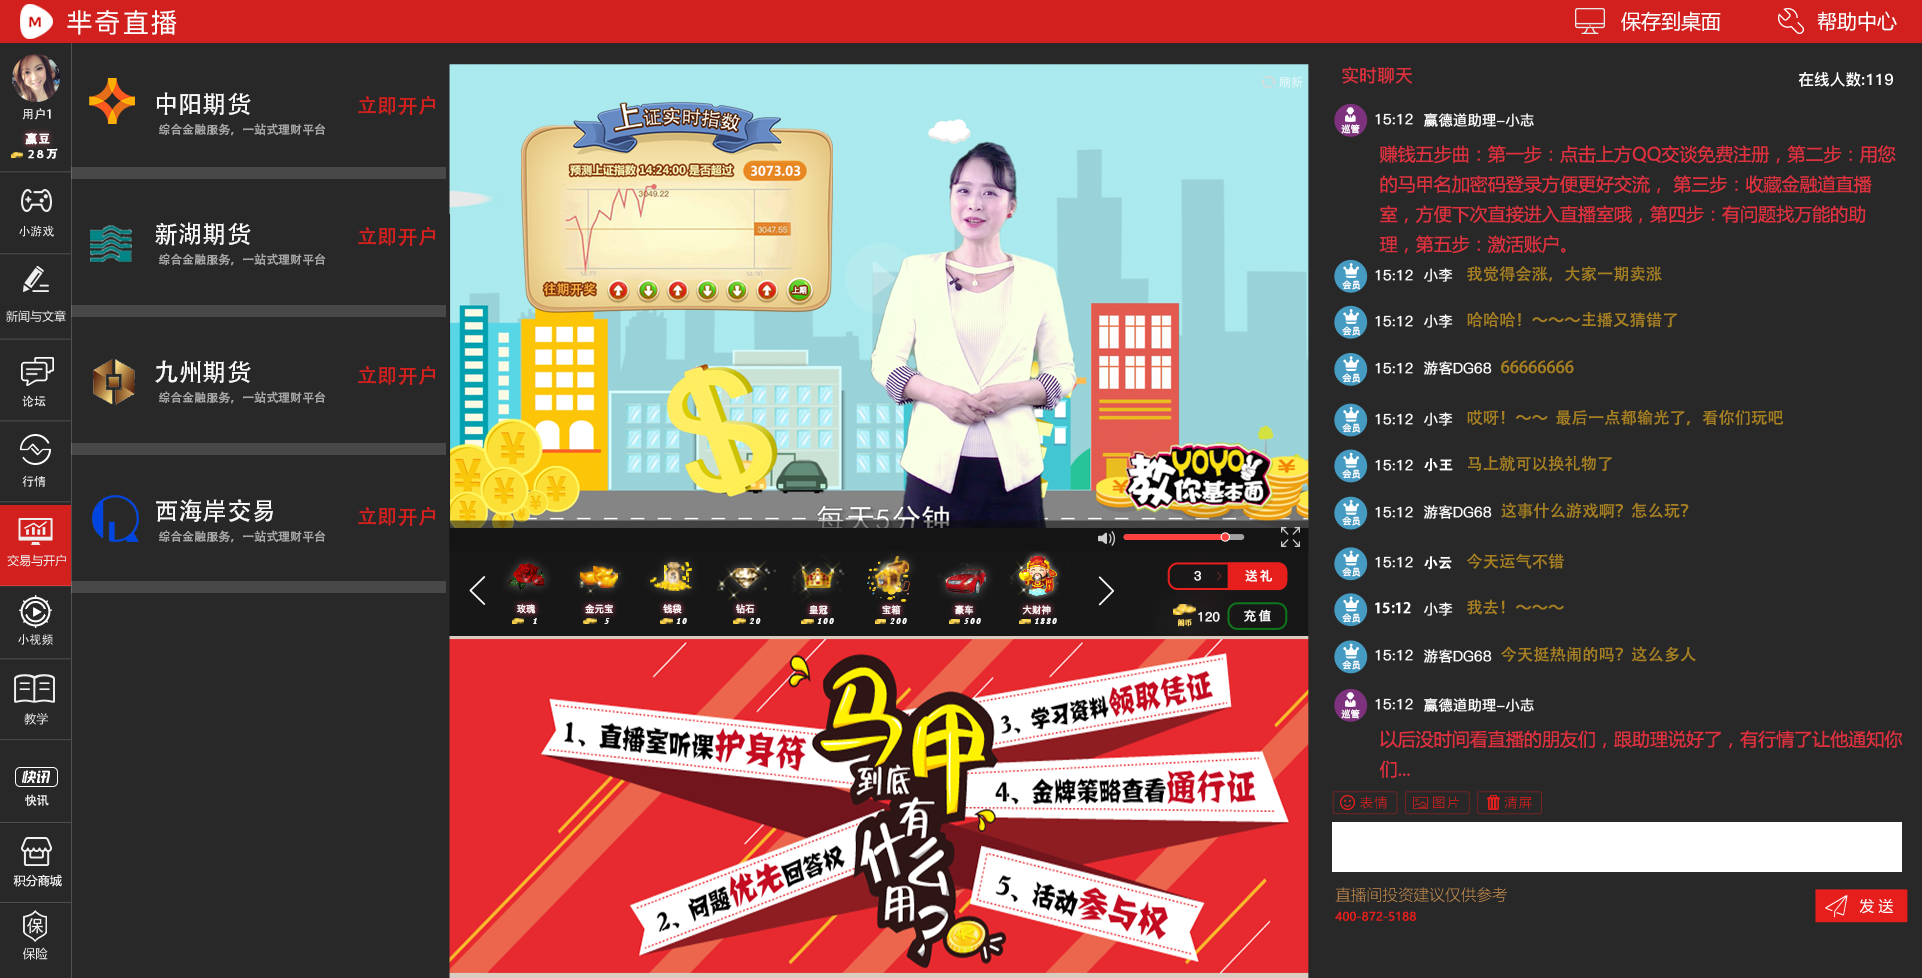 M
芈奇直播
保存到桌面
帮助中心
用户1
赢豆
28万
小游戏
新闻与文章
论坛
行情
交易与开户
小视频
教学
快讯
快讯
积分商城
保
保险
中阳期货
综合金融服务，一站式理财平台
立即开户
新湖期货
综合金融服务，一站式理财平台
立即开户
九州期货
综合金融服务，一站式理财平台
立即开户
西海岸交易
综合金融服务，一站式理财平台
立即开户
刷新
上证实时指数
预测上证指数 14:24:00 是否超过
3073.03
3049.22
3047.55
14:27
14:30
往期开奖
上期
教YOYO
你基本面
每天5分钟
玫瑰
1
金元宝
5
钱袋
10
钻石
20
皇冠
100
宝箱
200
豪车
500
大财神
1880
3
送礼
120
充值
马甲
到底
有
什么
用?
1、直播室听课护身符
2、问题优先回答权
3、学习资料领取凭证
4、金牌策略查看通行证
5、活动参与权
实时聊天
在线人数:119
巡管
15:12 赢德道助理-小志
赚钱五步曲：第一步：点击上方QQ交谈免费注册，第二步：用您
的马甲名加密码登录方便更好交流， 第三步：收藏金融道直播
室，方便下次直接进入直播室哦，第四步：有问题找万能的助
理，第五步：激活账户。
会员
15:12 小李 我觉得会涨，大家一期卖涨
会员
15:12 小李 哈哈哈！～～～主播又猜错了
会员
15:12 游客DG68 66666666
会员
15:12 小李 哎呀！～～ 最后一点都输光了，看你们玩吧
会员
15:12 小王 马上就可以换礼物了
会员
15:12 游客DG68 这事什么游戏啊？怎么玩？
会员
15:12 小云 今天运气不错
会员
15:12 小李 我去！～～～
会员
15:12 游客DG68 今天挺热闹的吗？这么多人
巡管
15:12 赢德道助理-小志
以后没时间看直播的朋友们，跟助理说好了，有行情了让他通知你
们...
表情
图片
清屏
直播间投资建议仅供参考
400-872-5188
发送